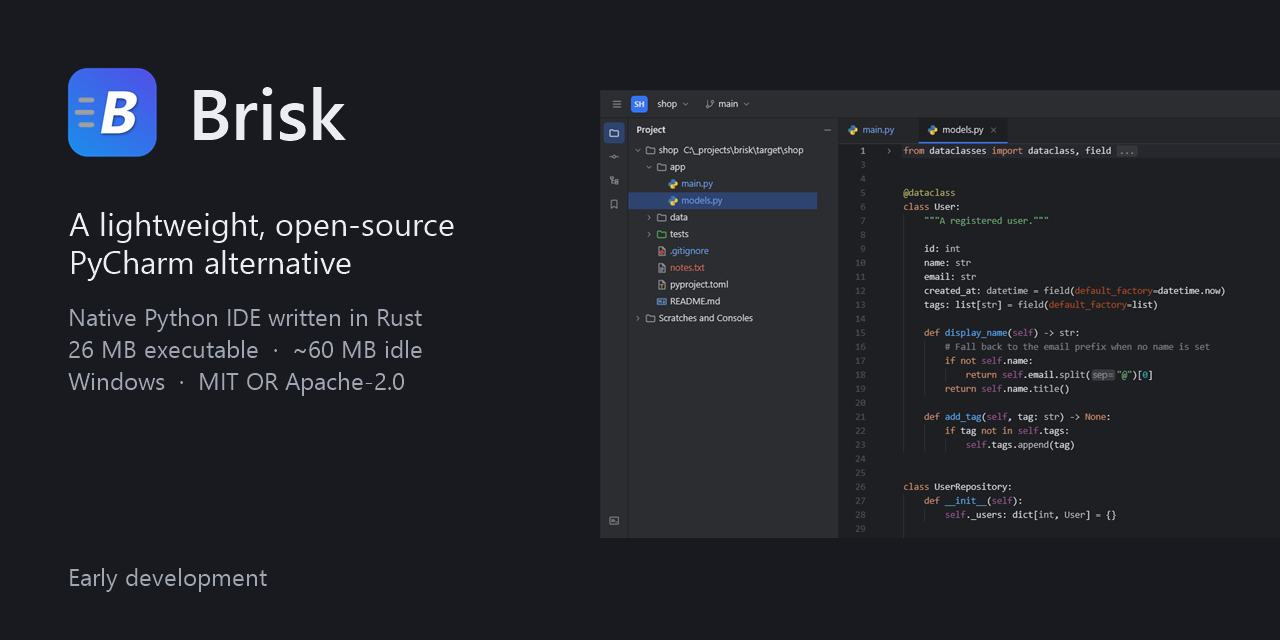 B
Brisk
A lightweight, open-source
PyCharm alternative
Native Python IDE written in Rust
26 MB executable · ~60 MB idle
Windows · MIT OR Apache-2.0
Early development
SH shop main
Project
shop C:\_projects\brisk\target\shop
app
main.py
models.py
data
tests
.gitignore
notes.txt
pyproject.toml
README.md
Scratches and Consoles
main.py models.py
1 from dataclasses import dataclass, field ...
3
4
5 @dataclass
6 class User:
7 """A registered user."""
8
9 id: int
10 name: str
11 email: str
12 created_at: datetime = field(default_factory=datetime.now)
13 tags: list[str] = field(default_factory=list)
14
15 def display_name(self) -> str:
16 # Fall back to the email prefix when no name is set
17 if not self.name:
18 return self.email.split(sep="@")[0]
19 return self.name.title()
20
21 def add_tag(self, tag: str) -> None:
22 if tag not in self.tags:
23 self.tags.append(tag)
24
25
26 class UserRepository:
27 def __init__(self):
28 self._users: dict[int, User] = {}
29